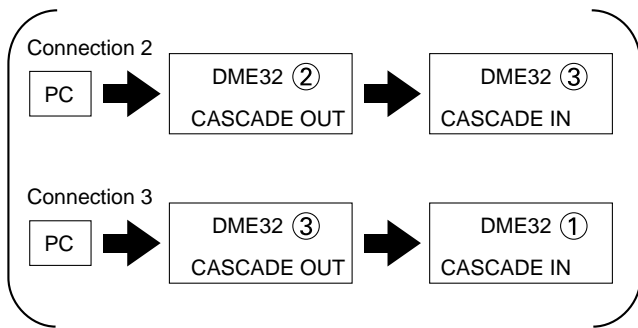 Connection 2
PC
DME32 ②
CASCADE OUT
DME32 ③
CASCADE IN
Connection 3
PC
DME32 ③
CASCADE OUT
DME32 ①
CASCADE IN